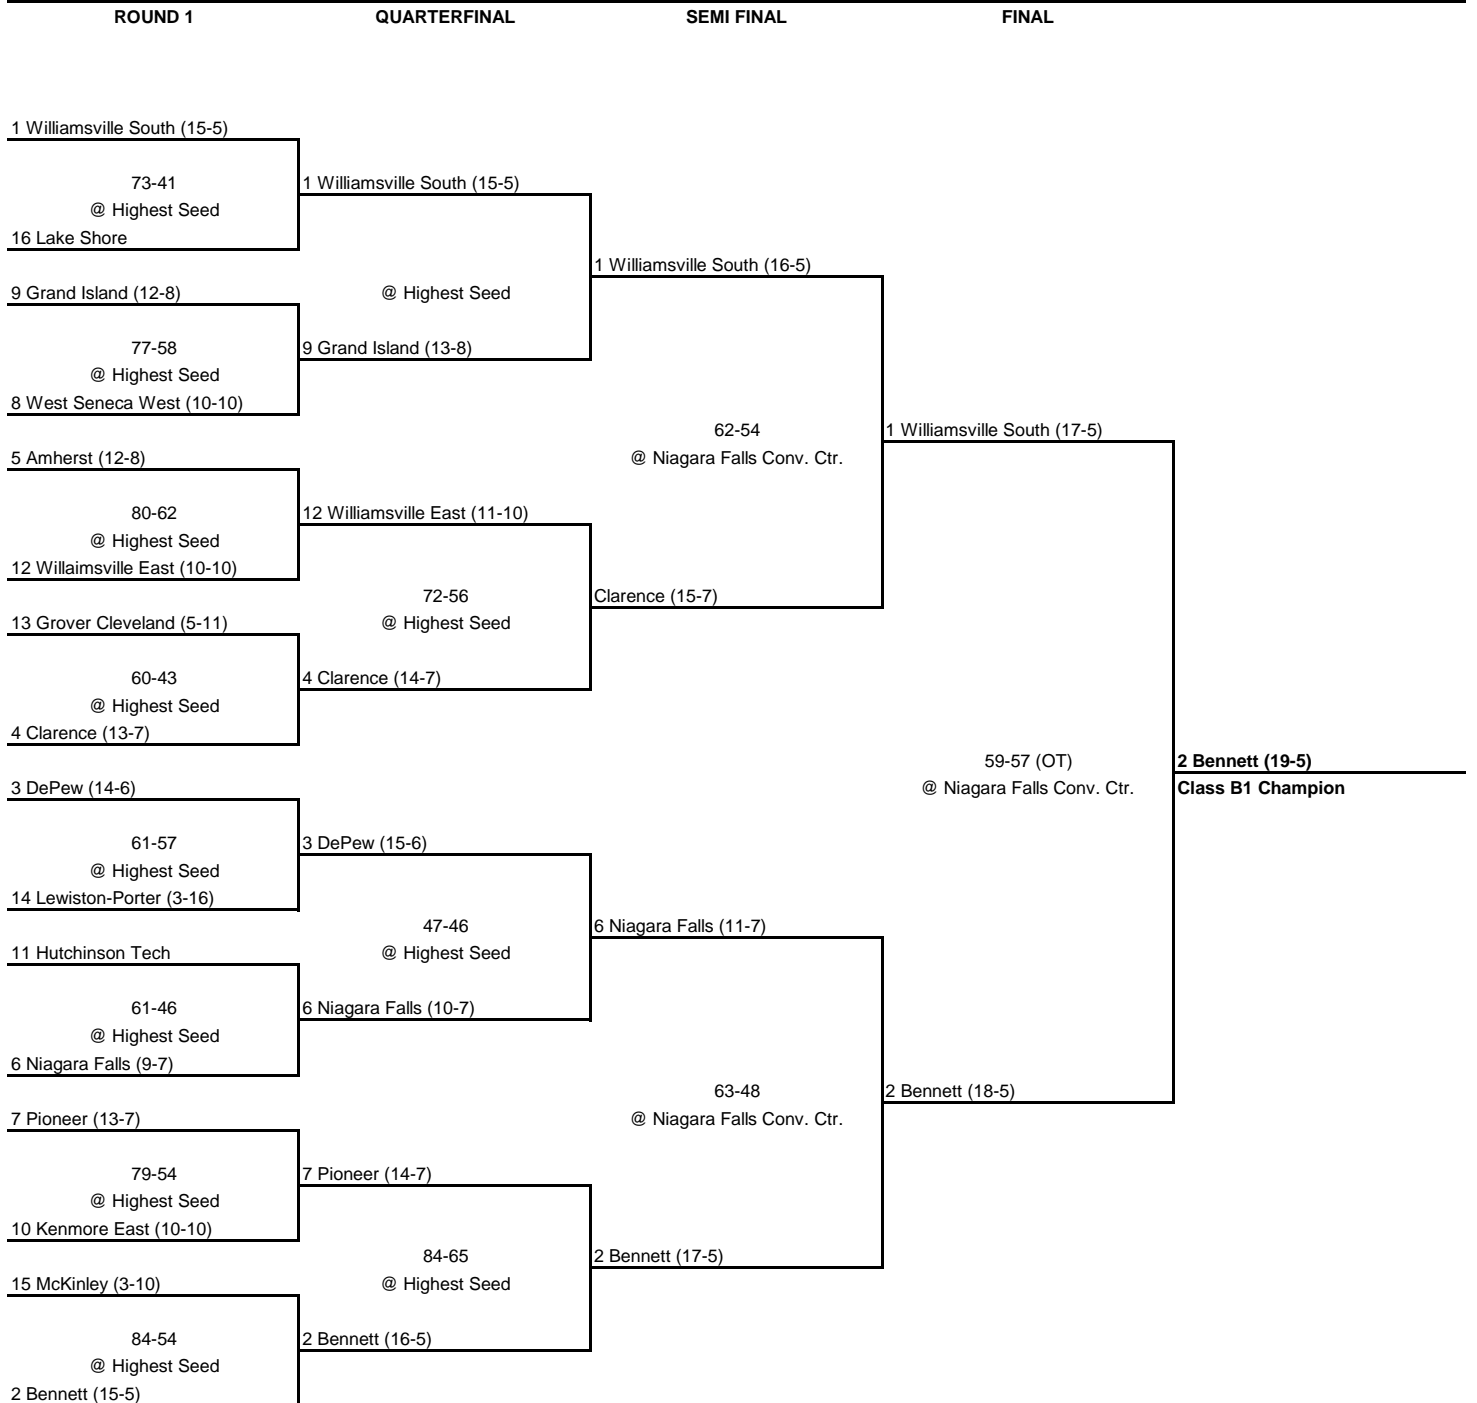 ROUND 1 QUARTERFINAL SEMI FINAL FINAL
1 Williamsville South (15-5)
73-41
@ Highest Seed
16 Lake Shore
9 Grand Island (12-8)
77-58
@ Highest Seed
8 West Seneca West (10-10)
5 Amherst (12-8)
80-62
@ Highest Seed
12 Willaimsville East (10-10)
13 Grover Cleveland (5-11)
60-43
@ Highest Seed
4 Clarence (13-7)
3 DePew (14-6)
61-57
@ Highest Seed
14 Lewiston-Porter (3-16)
11 Hutchinson Tech
61-46
@ Highest Seed
6 Niagara Falls (9-7)
7 Pioneer (13-7)
79-54
@ Highest Seed
10 Kenmore East (10-10)
15 McKinley (3-10)
84-54
@ Highest Seed
2 Bennett (15-5)
1 Williamsville South (15-5)
@ Highest Seed
9 Grand Island (13-8)
12 Williamsville East (11-10)
72-56
@ Highest Seed
4 Clarence (14-7)
3 DePew (15-6)
47-46
@ Highest Seed
6 Niagara Falls (10-7)
7 Pioneer (14-7)
84-65
@ Highest Seed
2 Bennett (16-5)
1 Williamsville South (16-5)
62-54
@ Niagara Falls Conv. Ctr.
Clarence (15-7)
6 Niagara Falls (11-7)
63-48
@ Niagara Falls Conv. Ctr.
2 Bennett (17-5)
1 Williamsville South (17-5)
59-57 (OT)
@ Niagara Falls Conv. Ctr.
2 Bennett (18-5)
2 Bennett (19-5)
Class B1 Champion